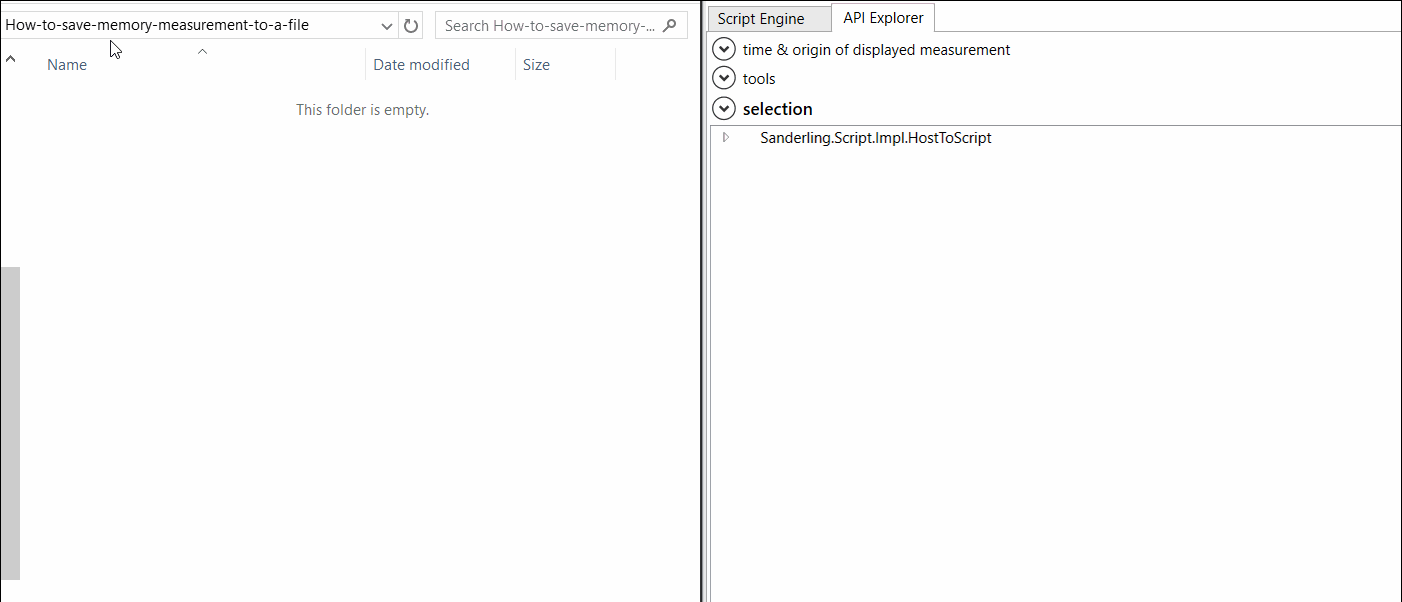 How-to-save-memory-measurement-to-a-file
Search How-to-save-memory-...
Name Date modified Size
This folder is empty.
Script Engine API Explorer
time & origin of displayed measurement
tools
selection
Sanderling.Script.Impl.HostToScript